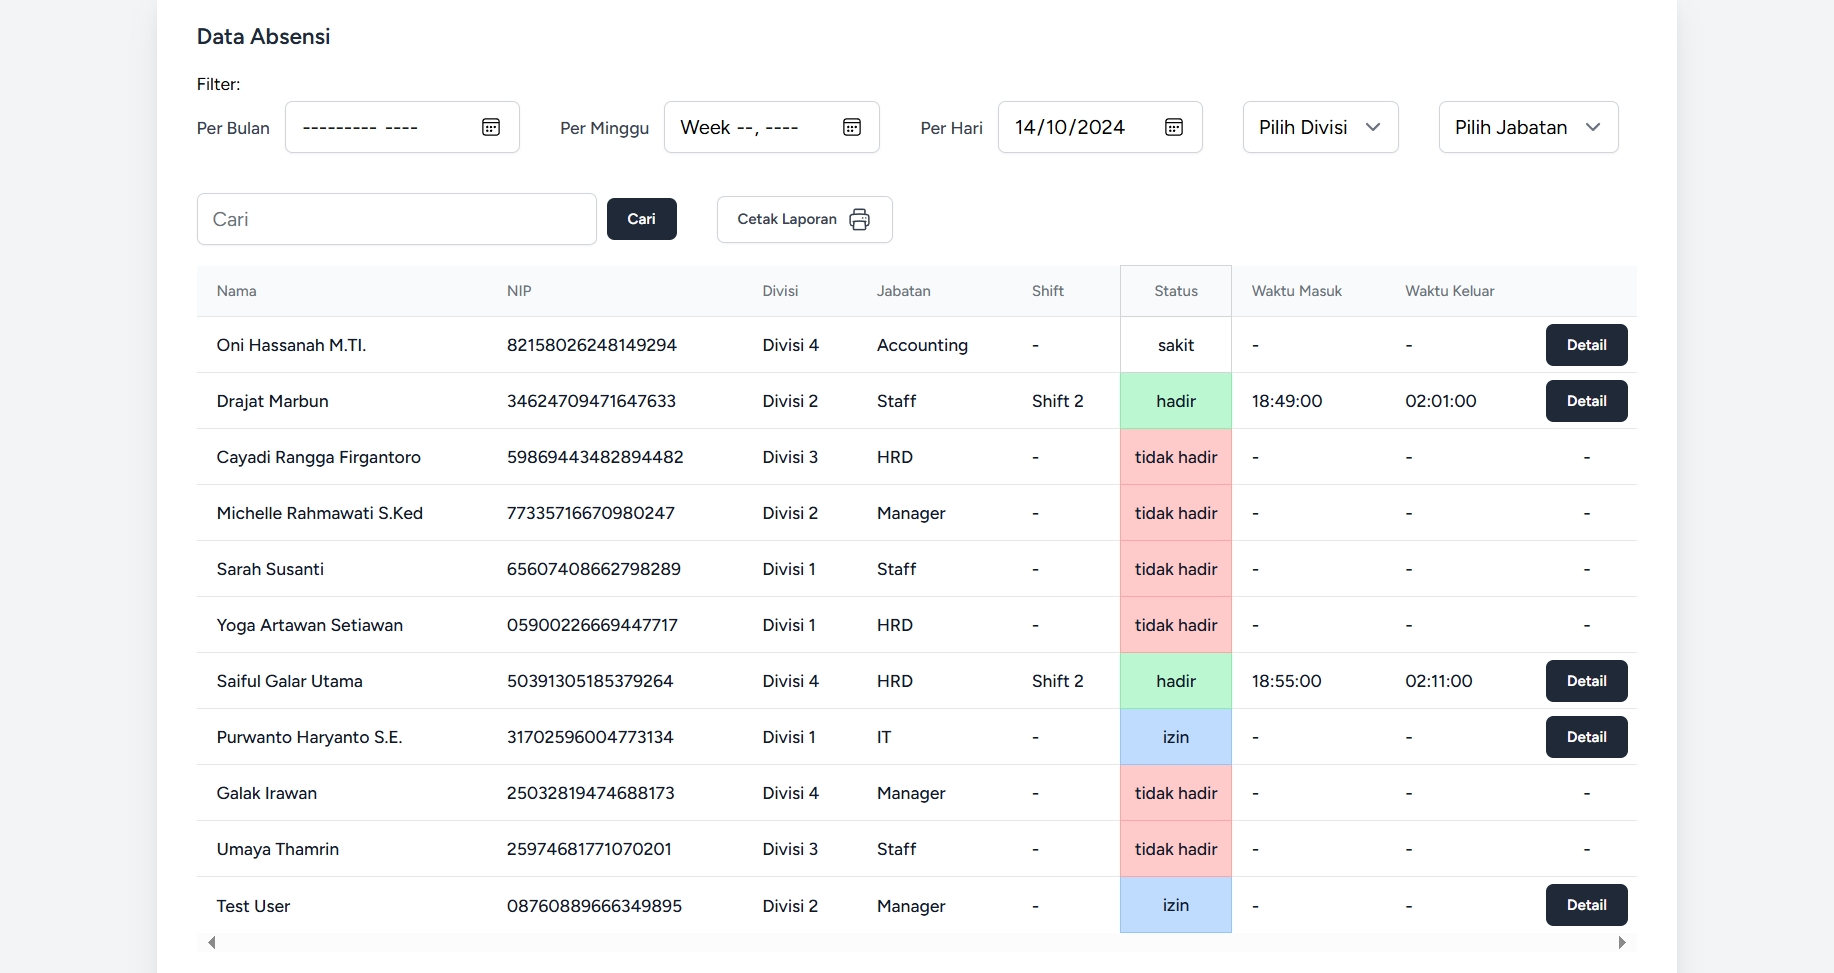 Data Absensi
Filter:
Per Bulan --------- ---- Per Minggu Week --, ---- Per Hari 14/10/2024 Pilih Divisi Pilih Jabatan
Cari Cari Cetak Laporan
Nama NIP Divisi Jabatan Shift Status Waktu Masuk Waktu Keluar
Oni Hassanah M.TI. 82158026248149294 Divisi 4 Accounting - sakit - - Detail
Drajat Marbun 34624709471647633 Divisi 2 Staff Shift 2 hadir 18:49:00 02:01:00 Detail
Cayadi Rangga Firgantoro 59869443482894482 Divisi 3 HRD - tidak hadir - - -
Michelle Rahmawati S.Ked 77335716670980247 Divisi 2 Manager - tidak hadir - - -
Sarah Susanti 65607408662798289 Divisi 1 Staff - tidak hadir - - -
Yoga Artawan Setiawan 05900226669447717 Divisi 1 HRD - tidak hadir - - -
Saiful Galar Utama 50391305185379264 Divisi 4 HRD Shift 2 hadir 18:55:00 02:11:00 Detail
Purwanto Haryanto S.E. 31702596004773134 Divisi 1 IT - izin - - Detail
Galak Irawan 25032819474688173 Divisi 4 Manager - tidak hadir - - -
Umaya Thamrin 25974681771070201 Divisi 3 Staff - tidak hadir - - -
Test User 08760889666349895 Divisi 2 Manager - izin - - Detail